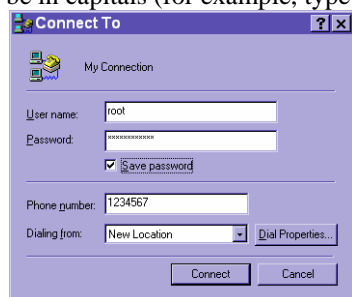 be in capitals (for example, type
Connect To
My Connection
User name: root
Password: ************
Save password
Phone number: 1234567
Dialing from: New Location Dial Properties...
Connect Cancel